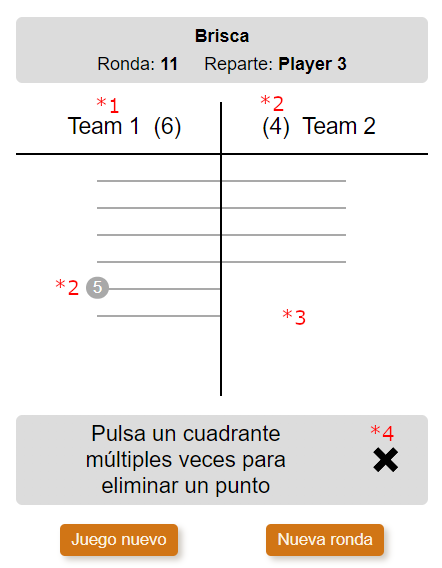 Brisca
Ronda: 11 Reparte: Player 3
*1 *2
Team 1 (6) (4) Team 2
*2 5
*3
Pulsa un cuadrante
múltiples veces para
eliminar un punto
*4
Juego nuevo Nueva ronda